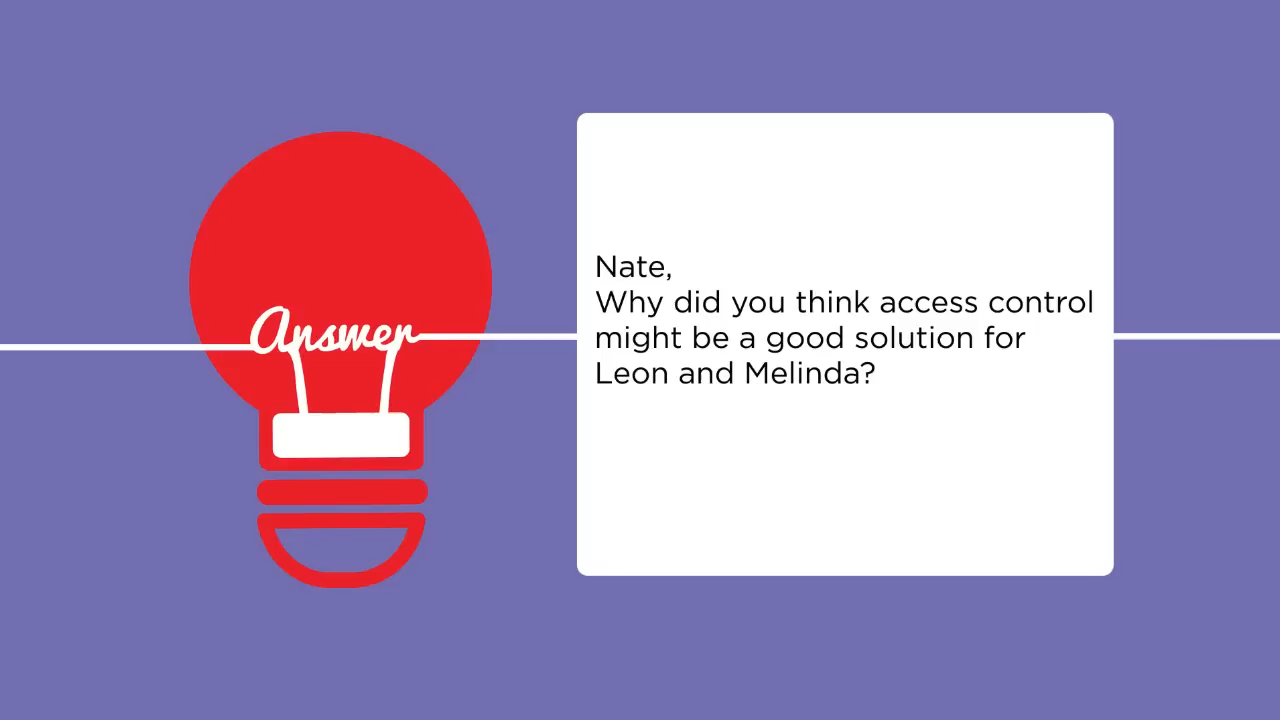 Answer
Nate,
Why did you think access control
might be a good solution for
Leon and Melinda?